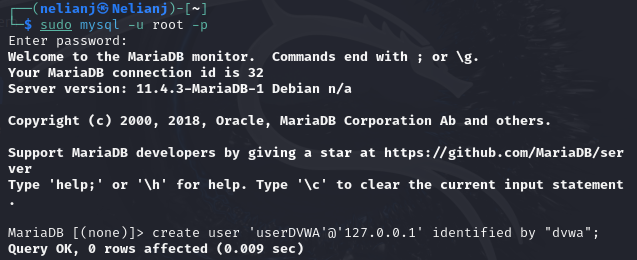 ┌──(nelianj㉿Nelianj)-[~]
└─$ sudo mysql -u root -p
Enter password:
Welcome to the MariaDB monitor.  Commands end with ; or \g.
Your MariaDB connection id is 32
Server version: 11.4.3-MariaDB-1 Debian n/a
Copyright (c) 2000, 2018, Oracle, MariaDB Corporation Ab and others.
Support MariaDB developers by giving a star at https://github.com/MariaDB/ser
ver
Type 'help;' or '\h' for help. Type '\c' to clear the current input statement
.
MariaDB [(none)]> create user 'userDVWA'@'127.0.0.1' identified by "dvwa";
Query OK, 0 rows affected (0.009 sec)